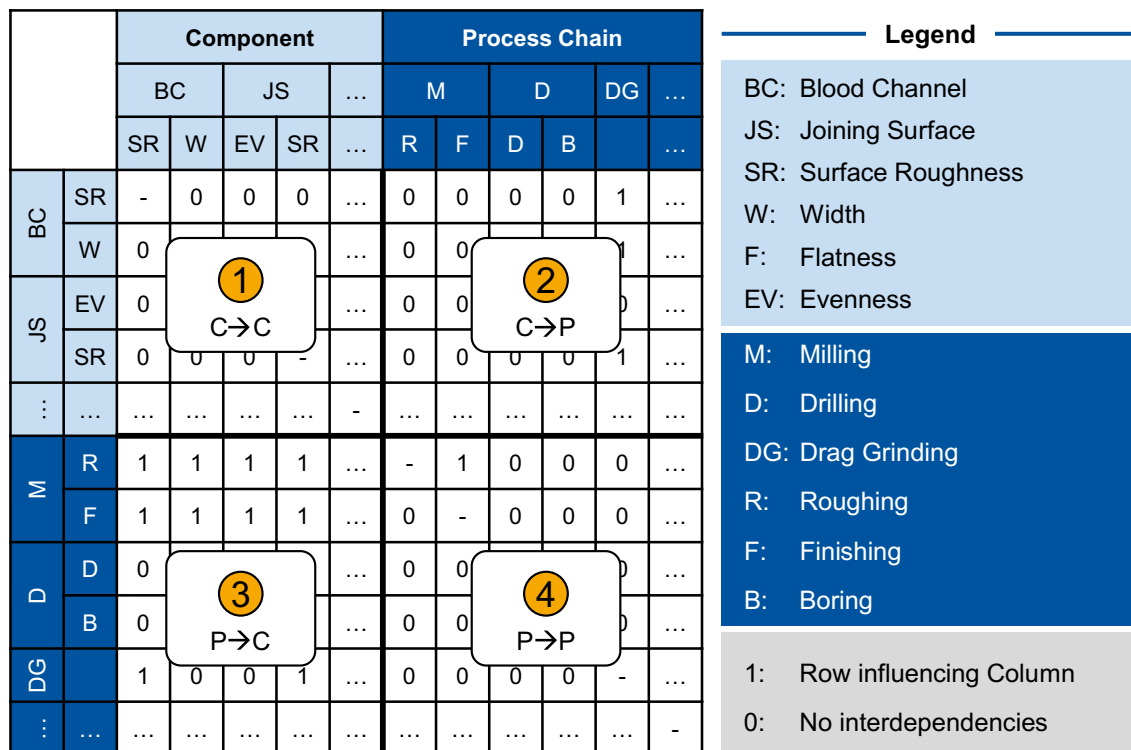 Component Process Chain
BC JS … M D DG …
SR W EV SR … R F D B …
BC SR - 0 0 0 … 0 0 0 0 1 …
W 0 … 0 0 1 …
JS EV 0 … 0 0 0 …
SR 0 0 0 - … 0 0 0 0 1 …
… … … … … … - … … … … … …
M R 1 1 1 1 … - 1 0 0 0 …
F 1 1 1 1 … 0 - 0 0 0 …
D D 0 … 0 0 0 …
B 0 … 0 0 0 …
DG 1 0 0 1 … 0 0 0 0 - …
… … … … … … … … … … … … -
1
C→C
2
C→P
3
P→C
4
P→P
Legend
BC: Blood Channel
JS: Joining Surface
SR: Surface Roughness
W: Width
F: Flatness
EV: Evenness
M: Milling
D: Drilling
DG: Drag Grinding
R: Roughing
F: Finishing
B: Boring
1: Row influencing Column
0: No interdependencies